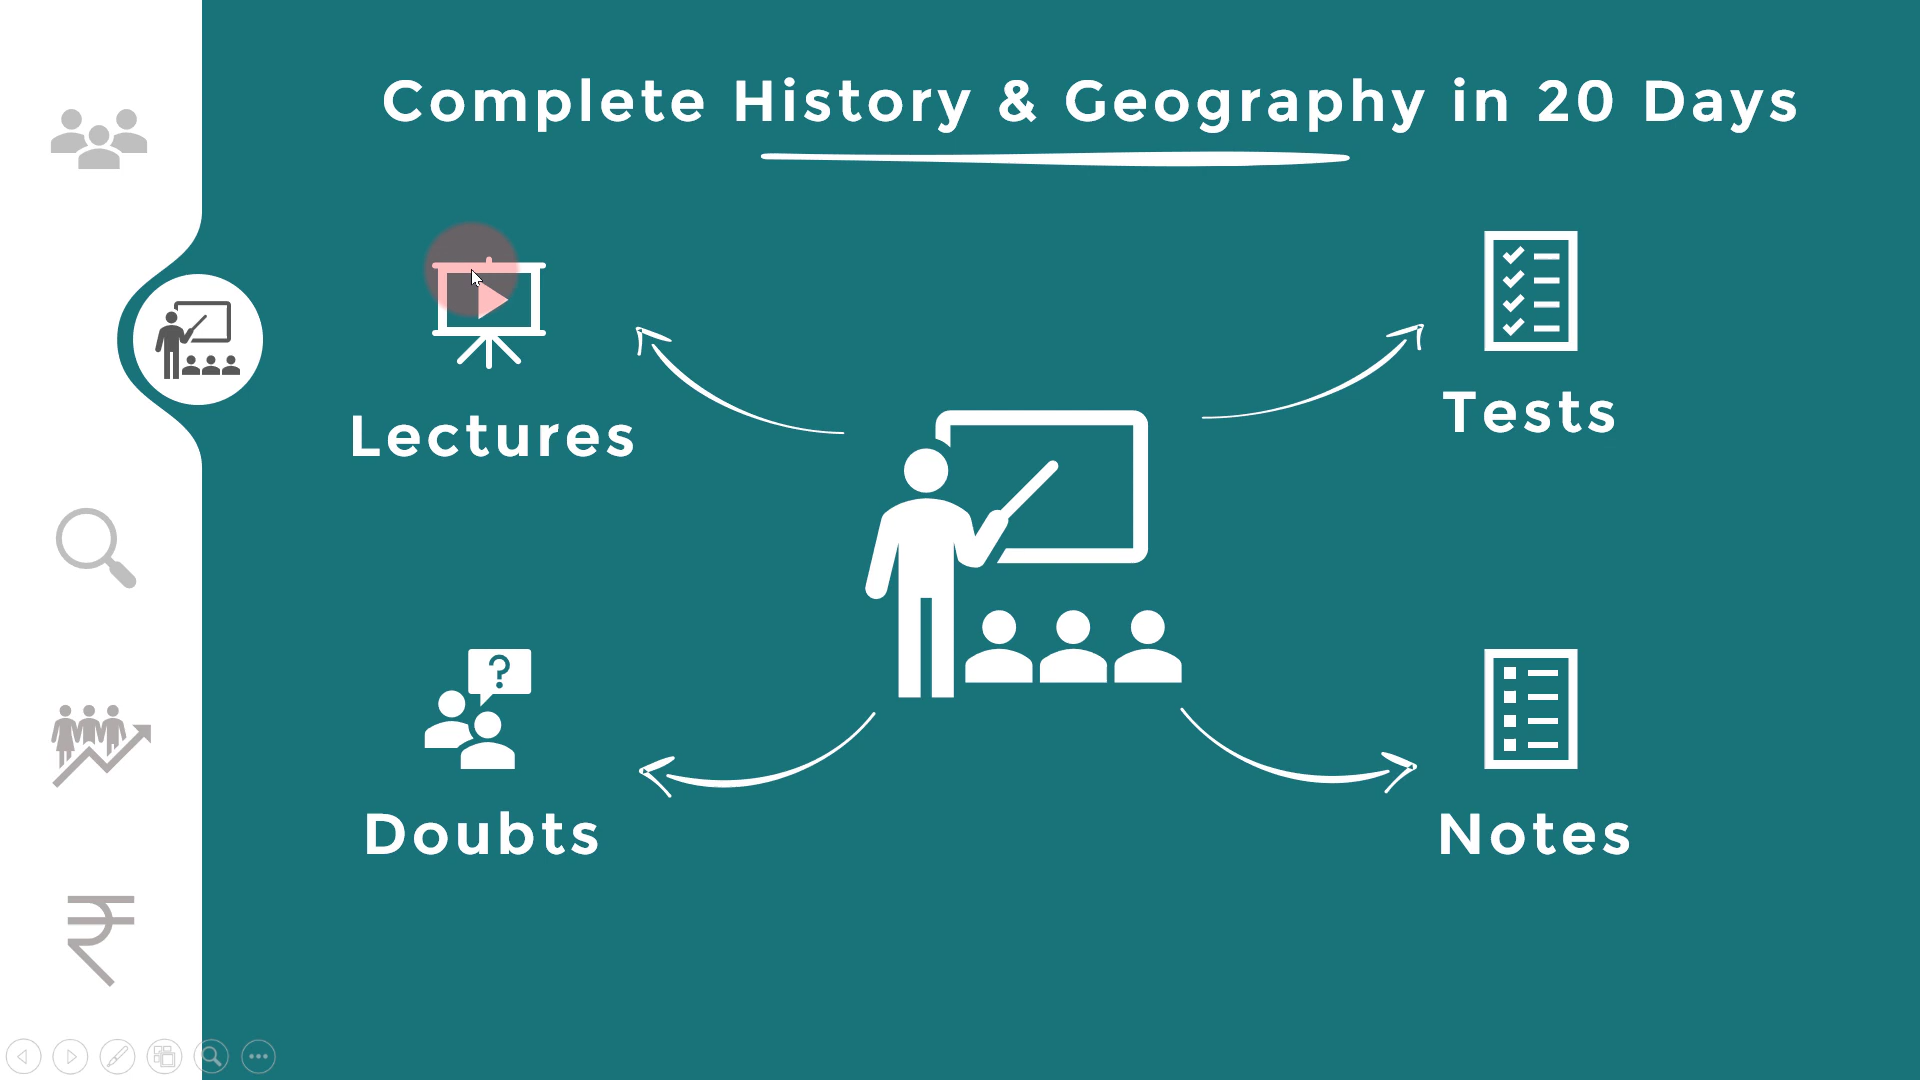 Complete History & Geography in 20 Days
Lectures
Tests
?
Doubts
Notes
₹